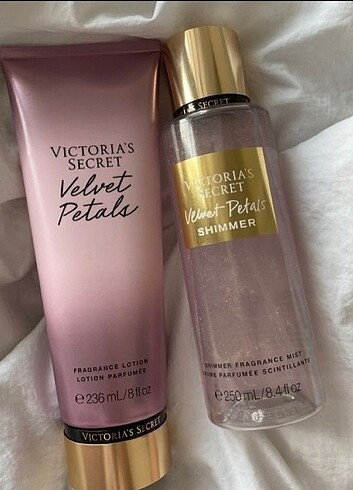 VICTORIA'S
SECRET
Velvet
Petals
FRAGRANCE LOTION
LOTION PARFUMÉE
e 236 mL/8 fl oz
VICTORIA'S SECRET
SECRET
VICTORIA'S
SECRET
Velvet Petals
SHIMMER
SHIMMER FRAGRANCE MIST
BRUME PARFUMÉE SCINTILLANTE
e 250 mL/8.4 fl oz